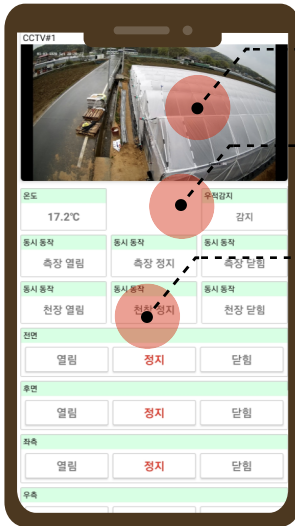 CCTV#1
온도 우적감지
17.2℃ 감지
동시 동작 동시 동작 동시 동작
측장 열림 측장 정지 측장 닫힘
동시 동작 동시 동작 동시 동작
천장 열림 천창 정지 천장 닫힘
전면
열림 정지 닫힘
후면
열림 정지 닫힘
좌측
열림 정지 닫힘
우측